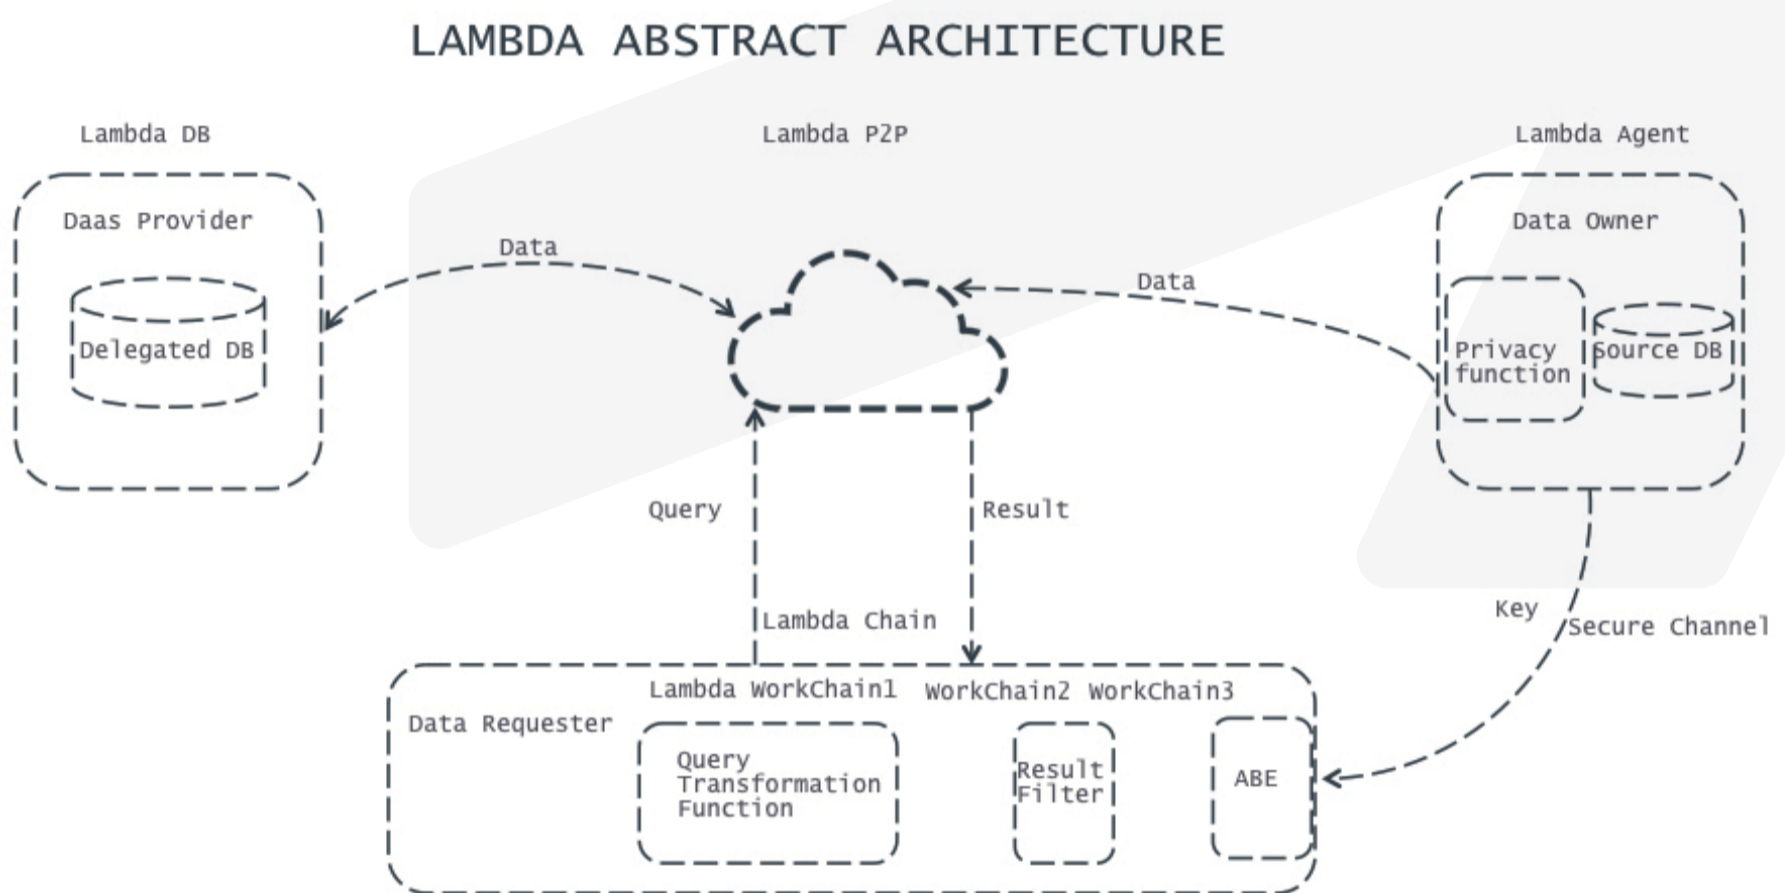 LAMBDA ABSTRACT ARCHITECTURE
Lambda DB
Lambda P2P
Lambda Agent
Daas Provider
Data Owner
Data
Data
Delegated DB
Privacy
function
Source DB
Query
Result
Key
Secure Channel
Lambda Chain
Lambda WorkChain1
WorkChain2
WorkChain3
Data Requester
Query
Transformation
Function
Result
Filter
ABE